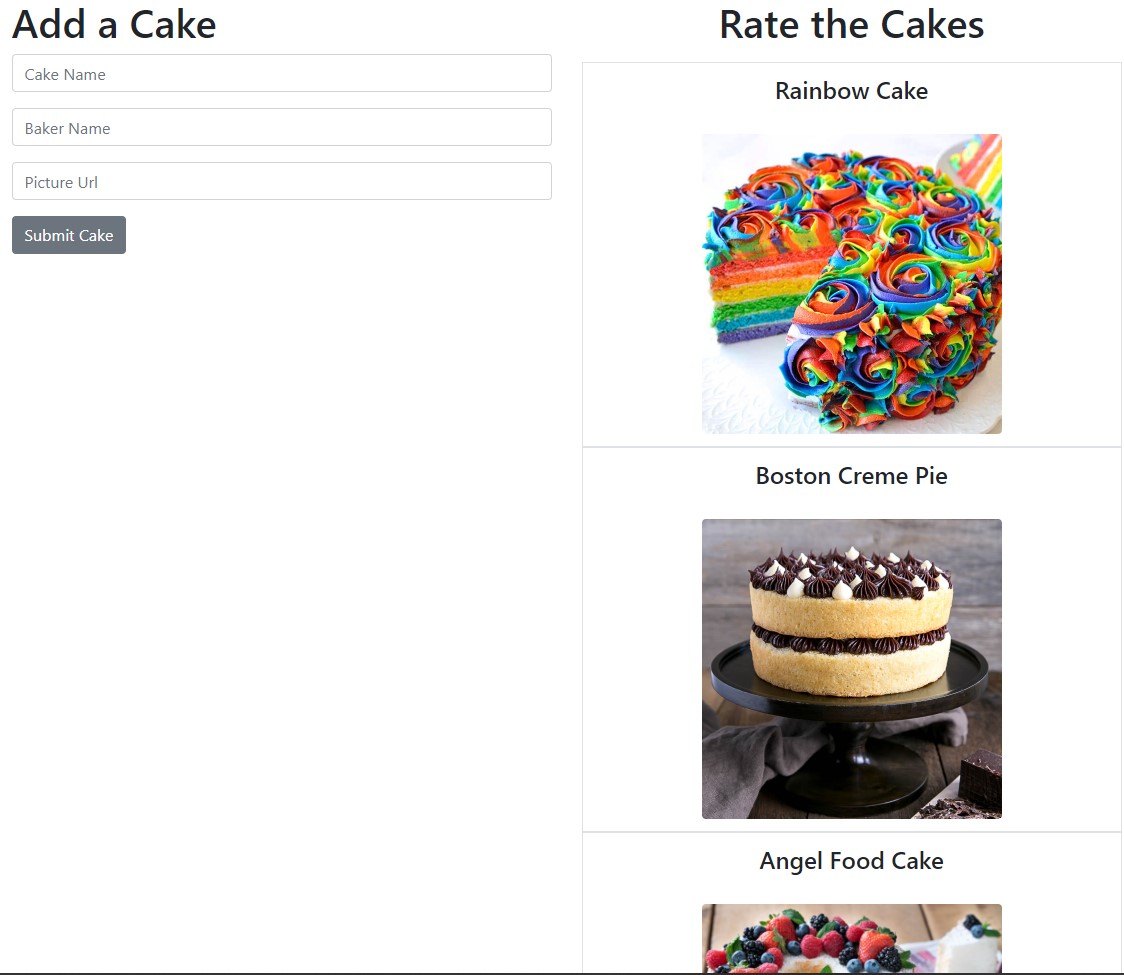 Add a Cake
Cake Name
Baker Name
Picture Url
Submit Cake
Rate the Cakes
Rainbow Cake
Boston Creme Pie
Angel Food Cake